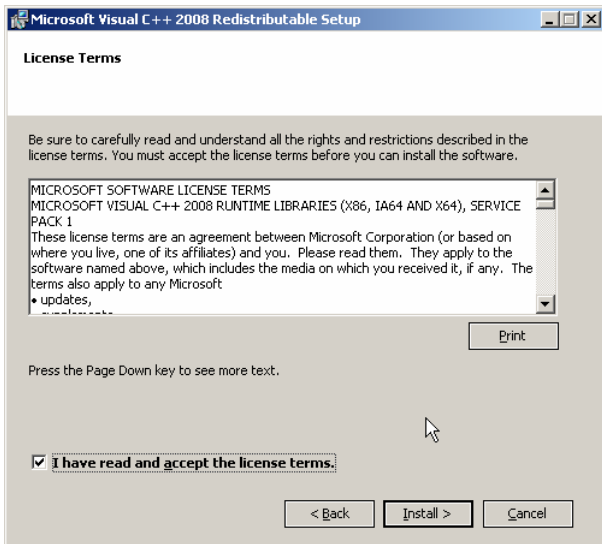 Microsoft Visual C++ 2008 Redistributable Setup
License Terms
Be sure to carefully read and understand all the rights and restrictions described in the
license terms. You must accept the license terms before you can install the software.
MICROSOFT SOFTWARE LICENSE TERMS
MICROSOFT VISUAL C++ 2008 RUNTIME LIBRARIES (X86, IA64 AND X64), SERVICE
PACK 1
These license terms are an agreement between Microsoft Corporation (or based on
where you live, one of its affiliates) and you.  Please read them.  They apply to the
software named above, which includes the media on which you received it, if any.  The
terms also apply to any Microsoft
• updates,
Print
Press the Page Down key to see more text.
I have read and accept the license terms.
< Back Install > Cancel